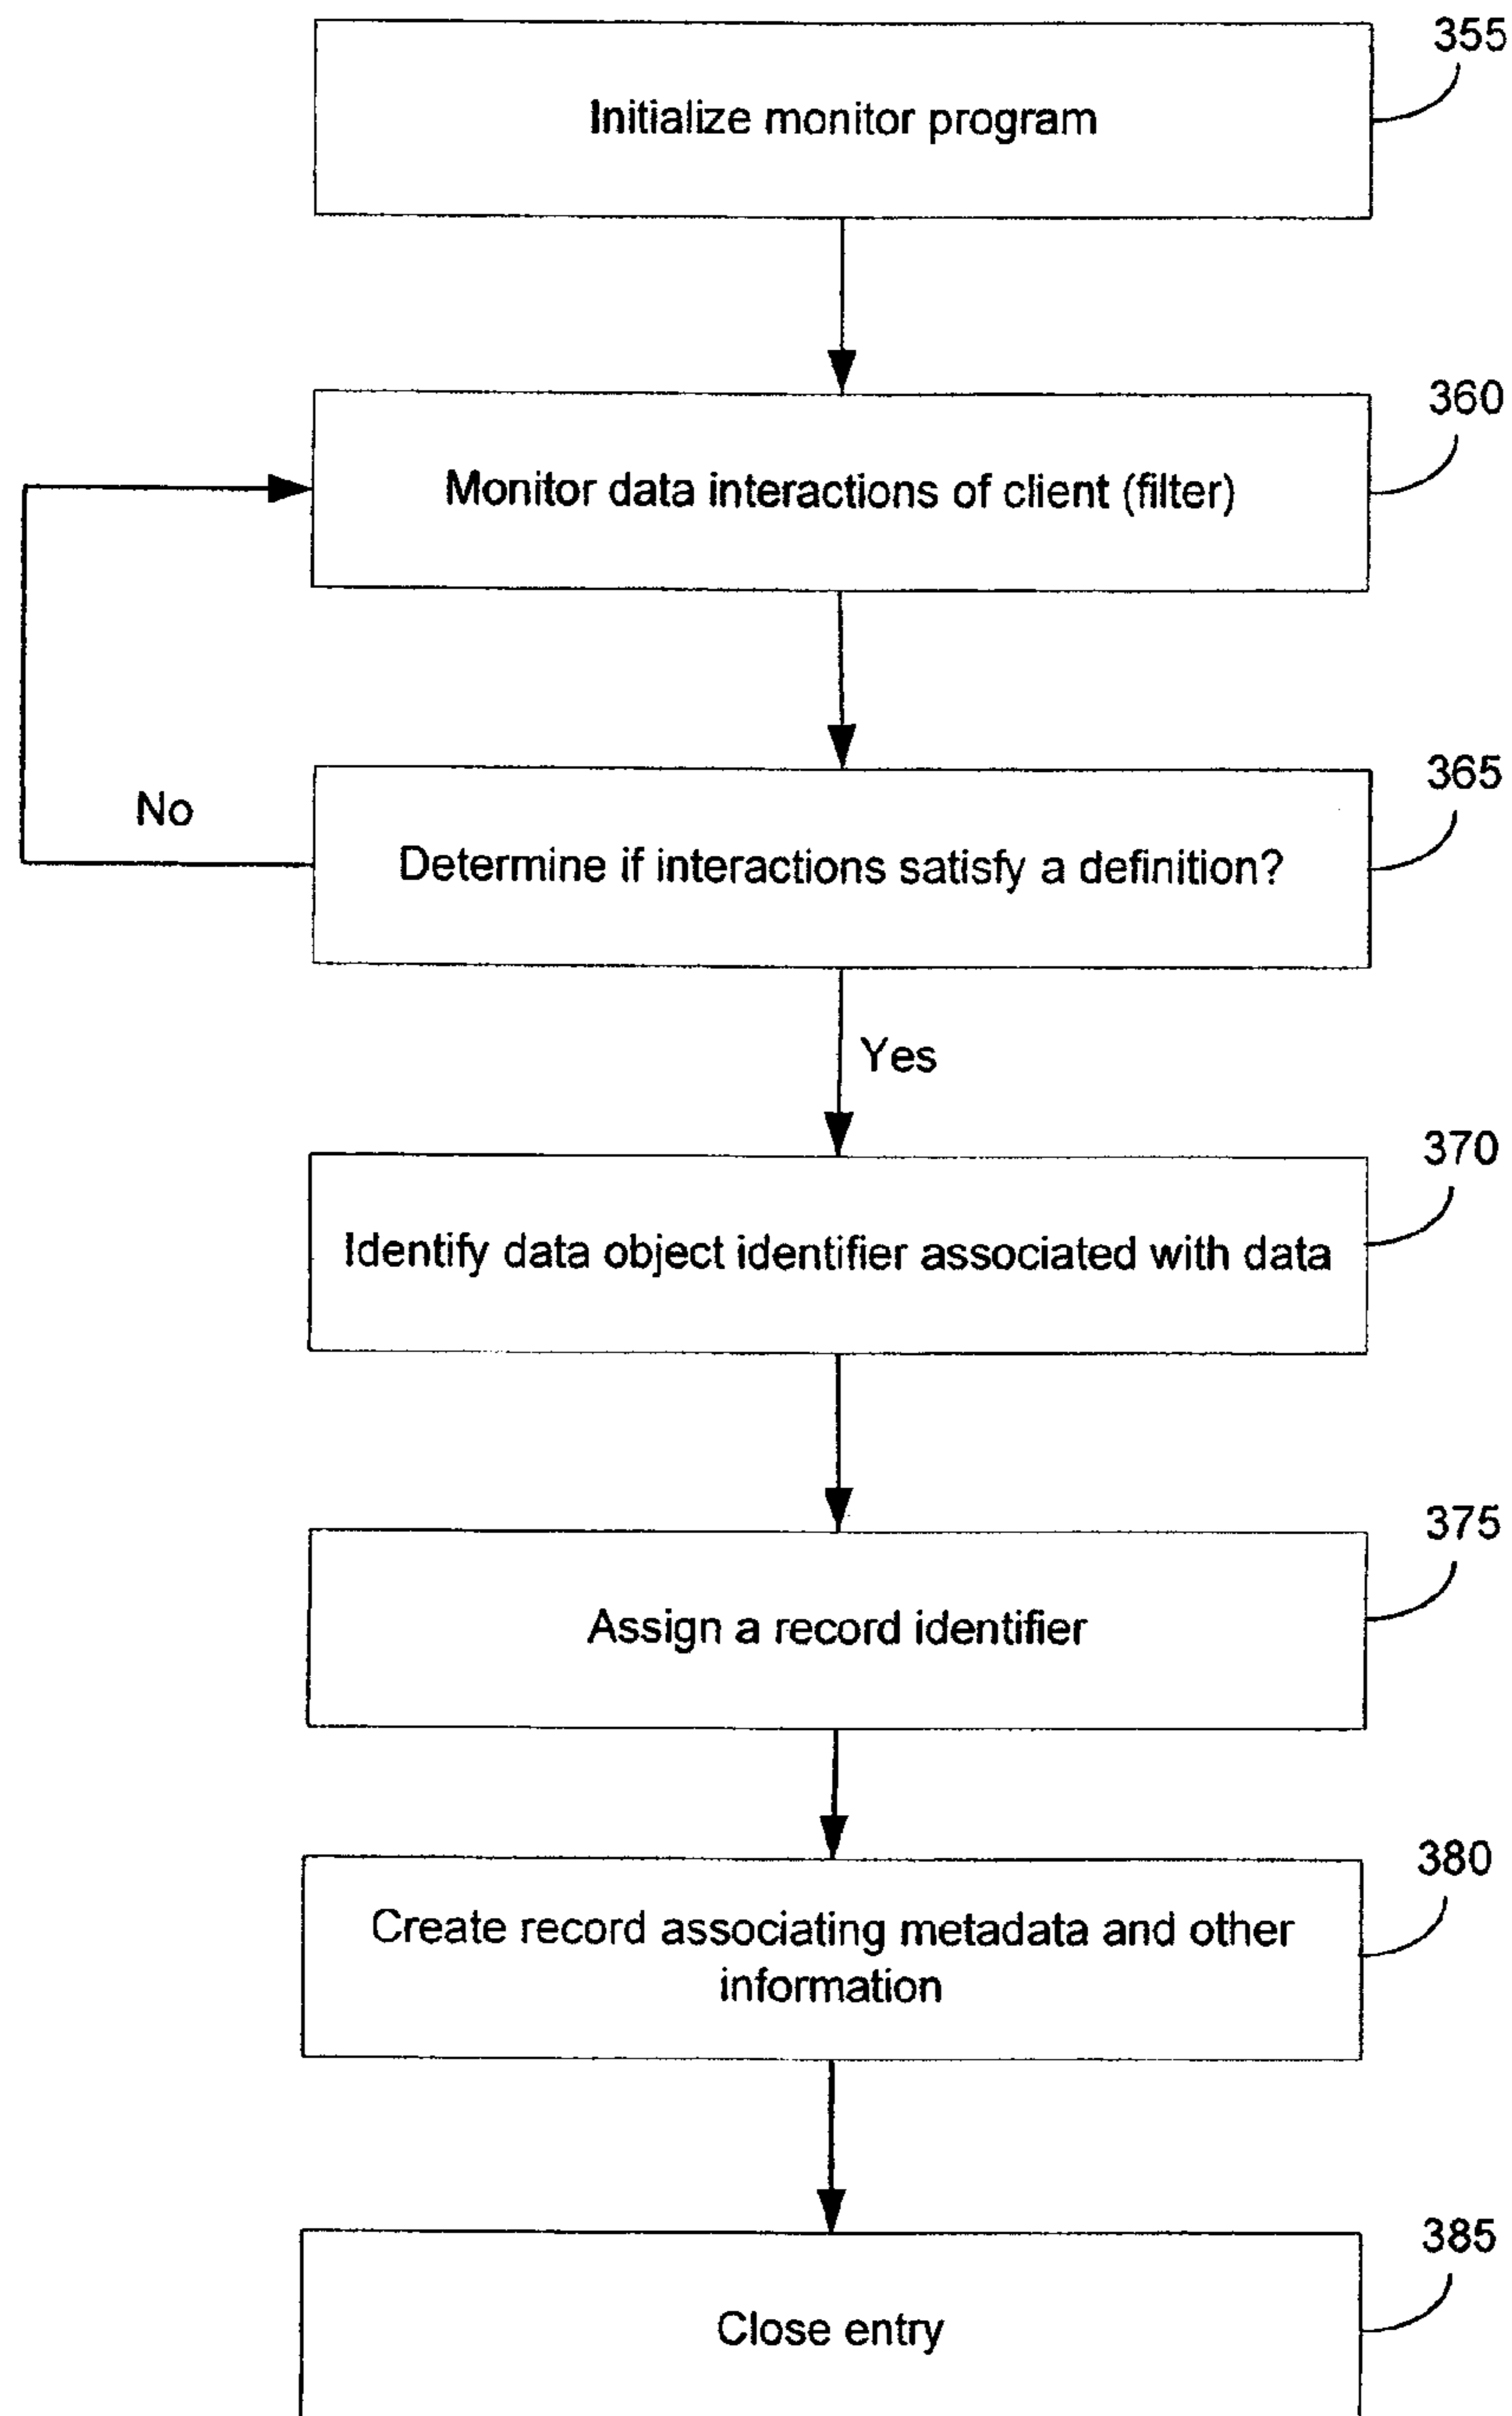 355
Initialize monitor program
360
Monitor data interactions of client (filter)
365
No
Determine if interactions satisfy a definition?
Yes
370
Identify data object identifier associated with data
375
Assign a record identifier
380
Create record associating metadata and other
information
385
Close entry